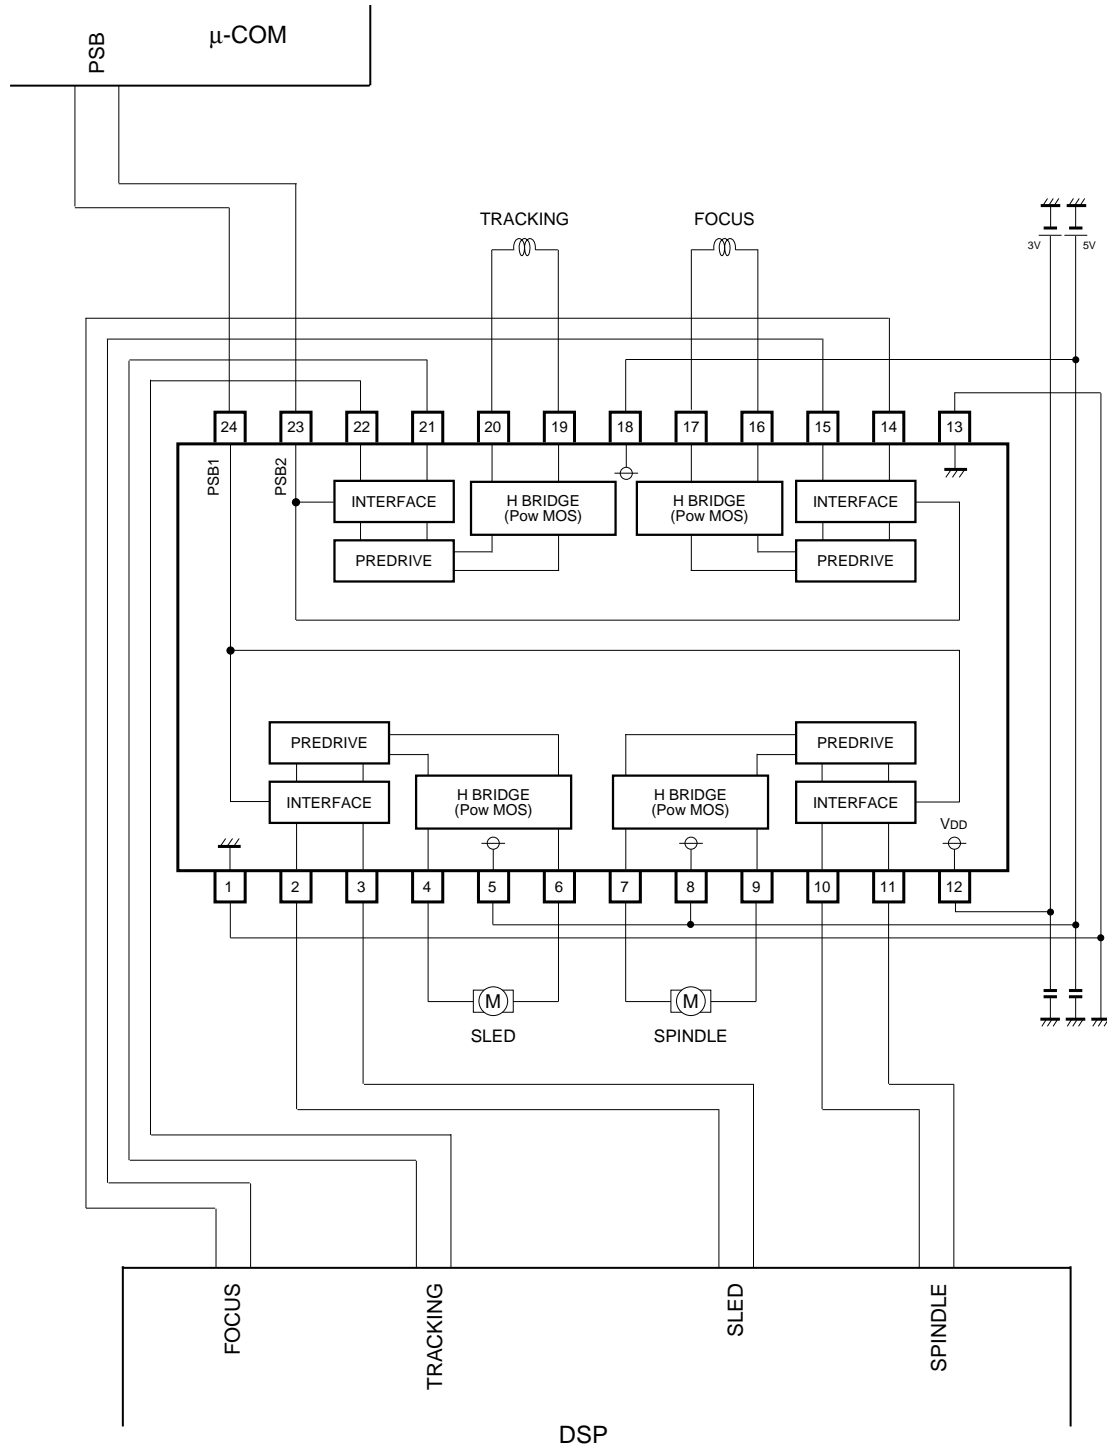 μ-COM
PSB
TRACKING
FOCUS
3V
5V
24
23
22
21
20
19
18
17
16
15
14
13
PSB1
PSB2
INTERFACE
H BRIDGE
(Pow MOS)
H BRIDGE
(Pow MOS)
INTERFACE
PREDRIVE
PREDRIVE
PREDRIVE
PREDRIVE
INTERFACE
H BRIDGE
(Pow MOS)
H BRIDGE
(Pow MOS)
INTERFACE
VDD
1
2
3
4
5
6
7
8
9
10
11
12
M
M
SLED
SPINDLE
FOCUS
TRACKING
SLED
SPINDLE
DSP